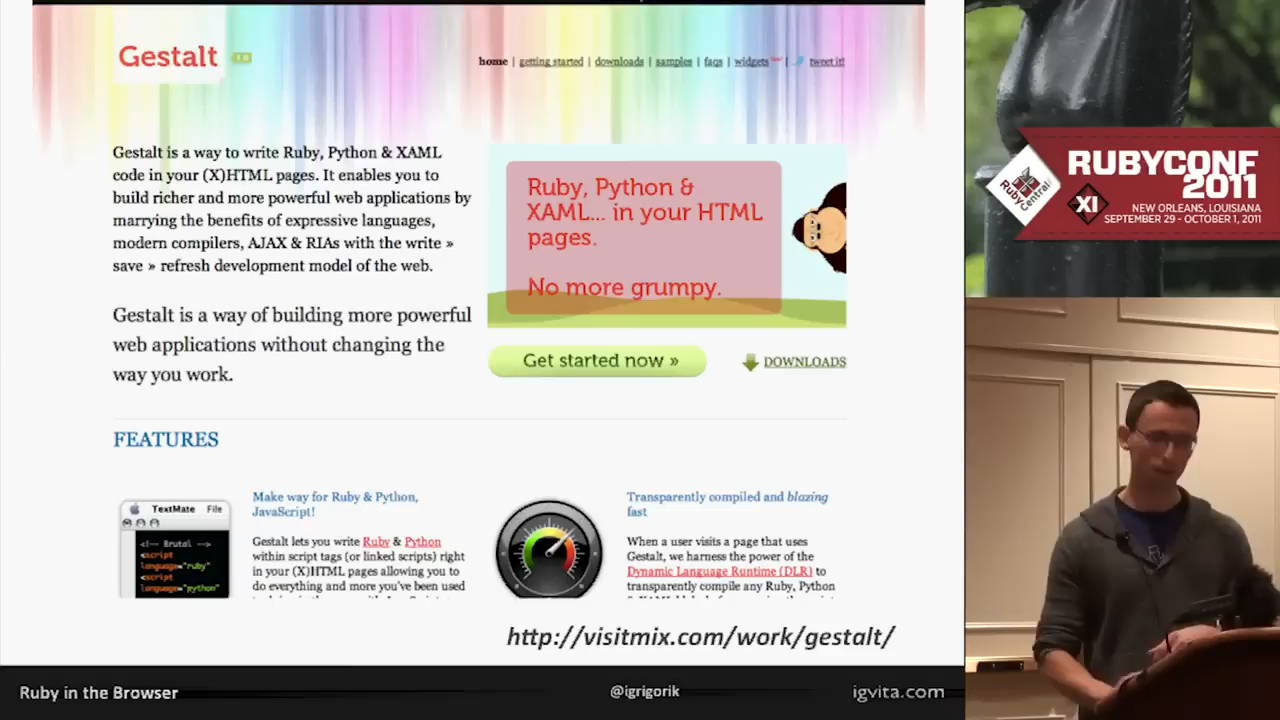 Gestalt
home | getting started | downloads | samples | faqs | widgets | tweet it!
Gestalt is a way to write Ruby, Python & XAML
code in your (X)HTML pages. It enables you to
build richer and more powerful web applications by
marrying the benefits of expressive languages,
modern compilers, AJAX & RIAs with the write »
save » refresh development model of the web.
Gestalt is a way of building more powerful
web applications without changing the
way you work.
Ruby, Python &
XAML... in your HTML
pages.
No more grumpy.
Get started now »
DOWNLOADS
FEATURES
TextMate File
<!-- Brutal -->
<script
language="ruby"
<script
language="python"
Make way for Ruby & Python,
JavaScript!
Gestalt lets you write Ruby & Python
within script tags (or linked scripts) right
in your (X)HTML pages allowing you to
do everything and more you've been used
Transparently compiled and blazing
fast
When a user visits a page that uses
Gestalt, we harness the power of the
Dynamic Language Runtime (DLR) to
transparently compile any Ruby, Python
http://visitmix.com/work/gestalt/
Ruby in the Browser
@igrigorik
igvita.com
RubyCentral
XI
RUBYCONF
2011
NEW ORLEANS, LOUISIANA
SEPTEMBER 29 - OCTOBER 1, 2011